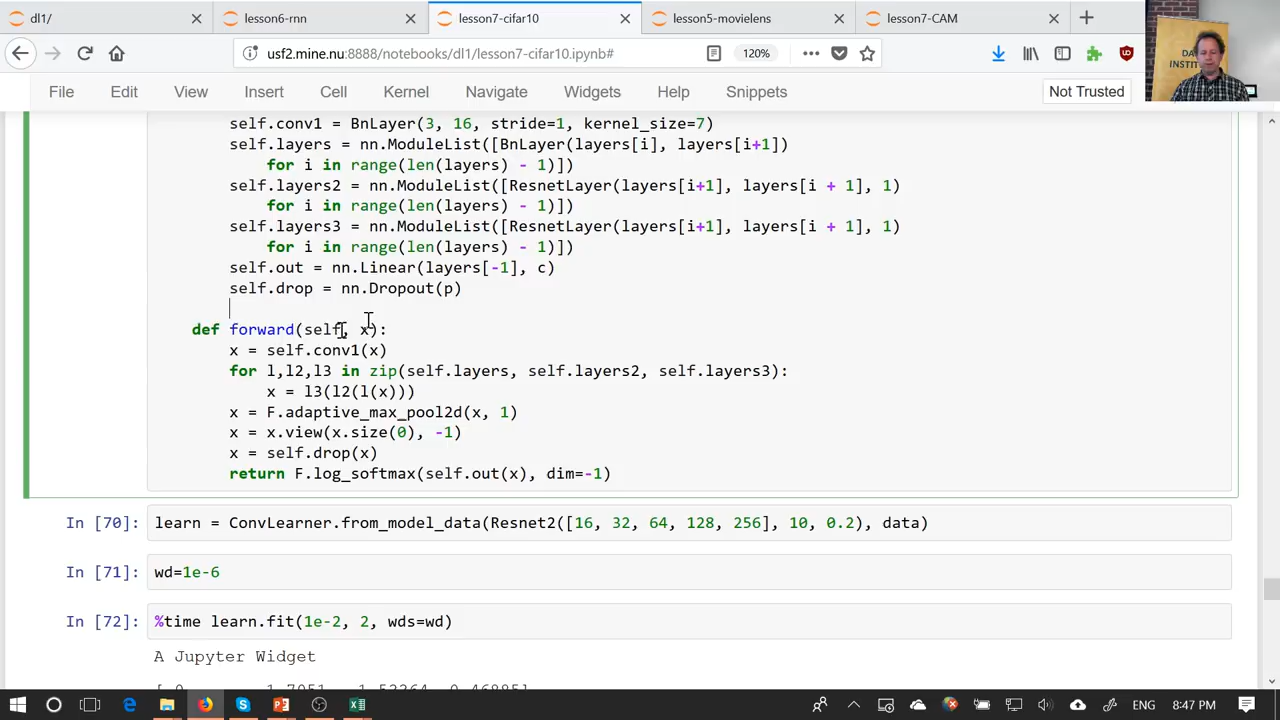 dl1/
lesson6-rnn
lesson7-cifar10
lesson5-movielens
lesson7-CAM
usf2.mine.nu:8888/notebooks/dl1/lesson7-cifar10.ipynb#
120%
File Edit View Insert Cell Kernel Navigate Widgets Help Snippets
Not Trusted
self.conv1 = BnLayer(3, 16, stride=1, kernel_size=7)
self.layers = nn.ModuleList([BnLayer(layers[i], layers[i+1])
for i in range(len(layers) - 1)])
self.layers2 = nn.ModuleList([ResnetLayer(layers[i+1], layers[i + 1], 1)
for i in range(len(layers) - 1)])
self.layers3 = nn.ModuleList([ResnetLayer(layers[i+1], layers[i + 1], 1)
for i in range(len(layers) - 1)])
self.out = nn.Linear(layers[-1], c)
self.drop = nn.Dropout(p)
def forward(self, x):
x = self.conv1(x)
for l,l2,l3 in zip(self.layers, self.layers2, self.layers3):
x = l3(l2(l(x)))
x = F.adaptive_max_pool2d(x, 1)
x = x.view(x.size(0), -1)
x = self.drop(x)
return F.log_softmax(self.out(x), dim=-1)
In [70]: learn = ConvLearner.from_model_data(Resnet2([16, 32, 64, 128, 256], 10, 0.2), data)
In [71]: wd=1e-6
In [72]: %time learn.fit(1e-2, 2, wds=wd)
A Jupyter Widget
ENG 8:47 PM